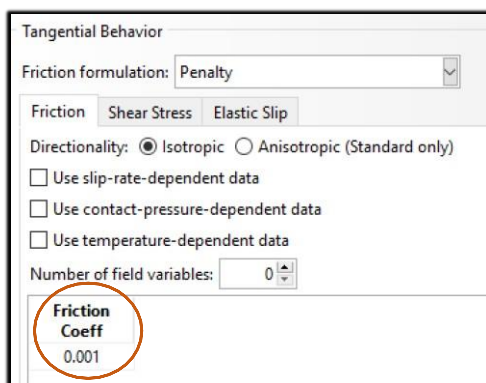 Tangential Behavior
Friction formulation: Penalty
Friction Shear Stress Elastic Slip
Directionality: Isotropic Anisotropic (Standard only)
Use slip-rate-dependent data
Use contact-pressure-dependent data
Use temperature-dependent data
Number of field variables: 0
Friction
Coeff
0.001